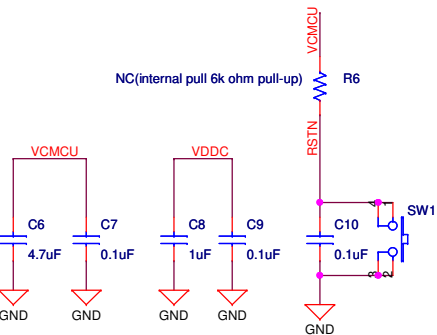 VCMCU
NC(internal pull 6k ohm pull-up)
R6
RSTN
VCMCU
VDDC
C6
4.7uF
C7
0.1uF
C8
1uF
C9
0.1uF
C10
0.1uF
4
1
SW1
3
2
GND
GND
GND
GND
GND